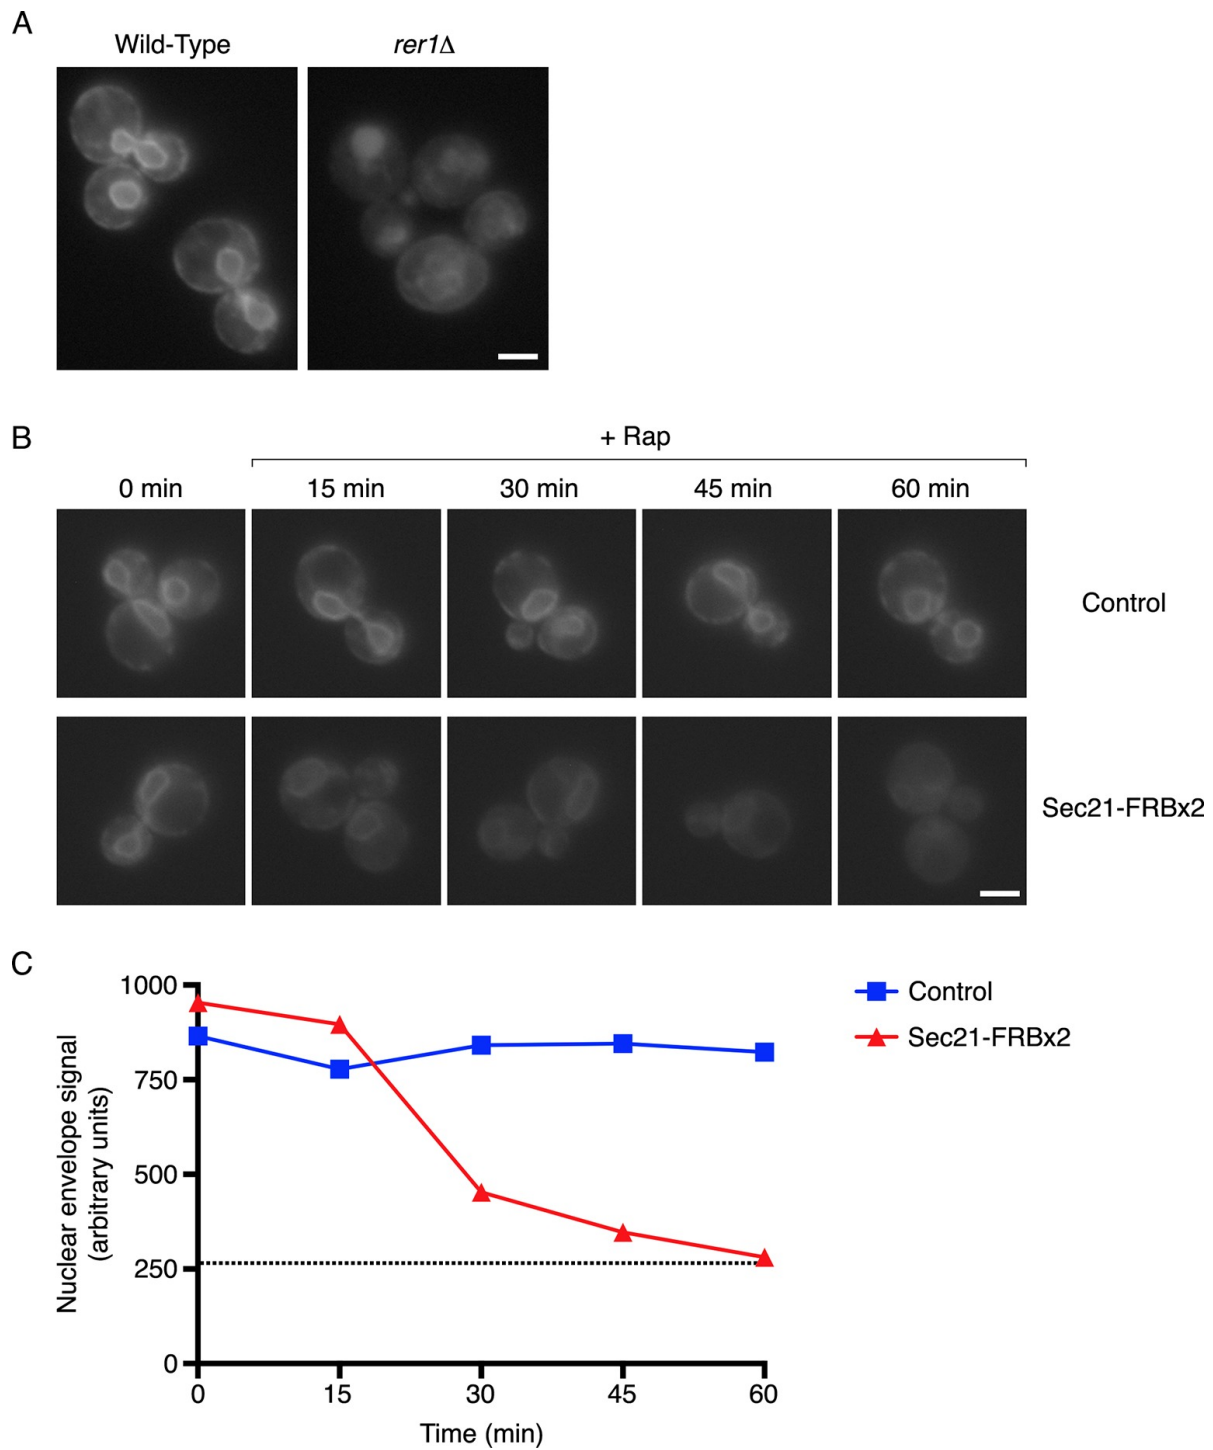 A
Wild-Type
rer1Δ
B
+ Rap
0 min
15 min
30 min
45 min
60 min
Control
Sec21-FRBx2
C
Nuclear envelope signal
(arbitrary units)
1000
750
500
250
0
0
15
30
45
60
Time (min)
Control
Sec21-FRBx2